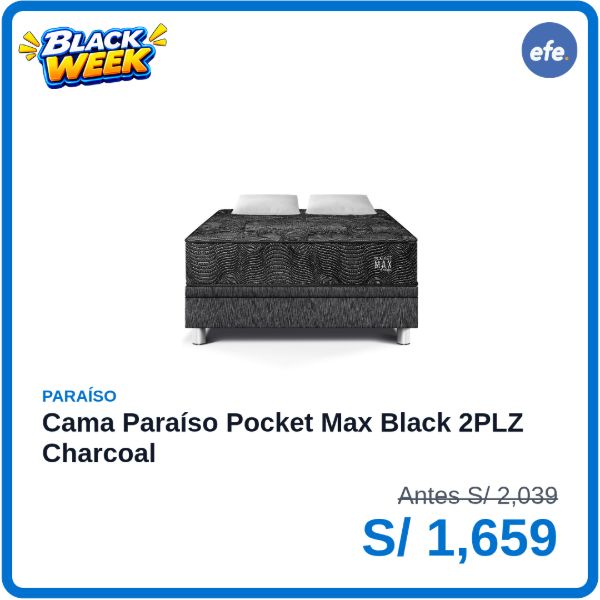 BLACK
WEEK
efe.
MAX
PARAÍSO
Cama Paraíso Pocket Max Black 2PLZ
Charcoal
Antes S/ 2,039
S/ 1,659